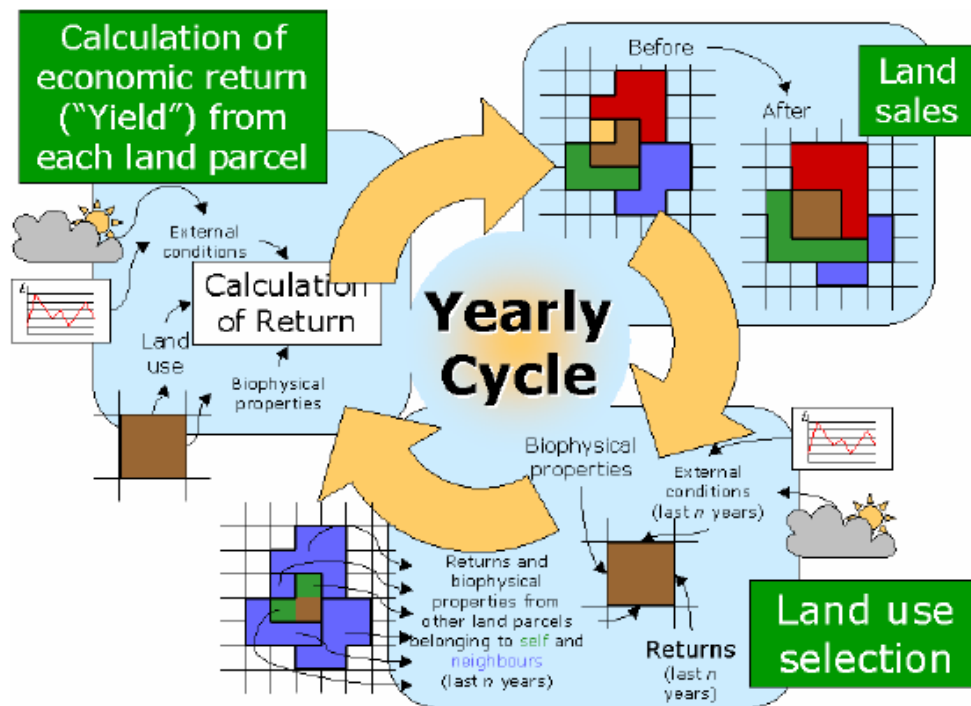 Calculation of
economic return
("Yield") from
each land parcel
External
conditions
Calculation
of Return
Land
use
Biophysical
properties
Before
After
Land
sales
Yearly
Cycle
Biophysical
properties
External
conditions
(last n years)
Returns and
biophysical
properties from
other land parcels
belonging to self and
neighbours
(last n years)
Returns
(last n
years)
Land use
selection